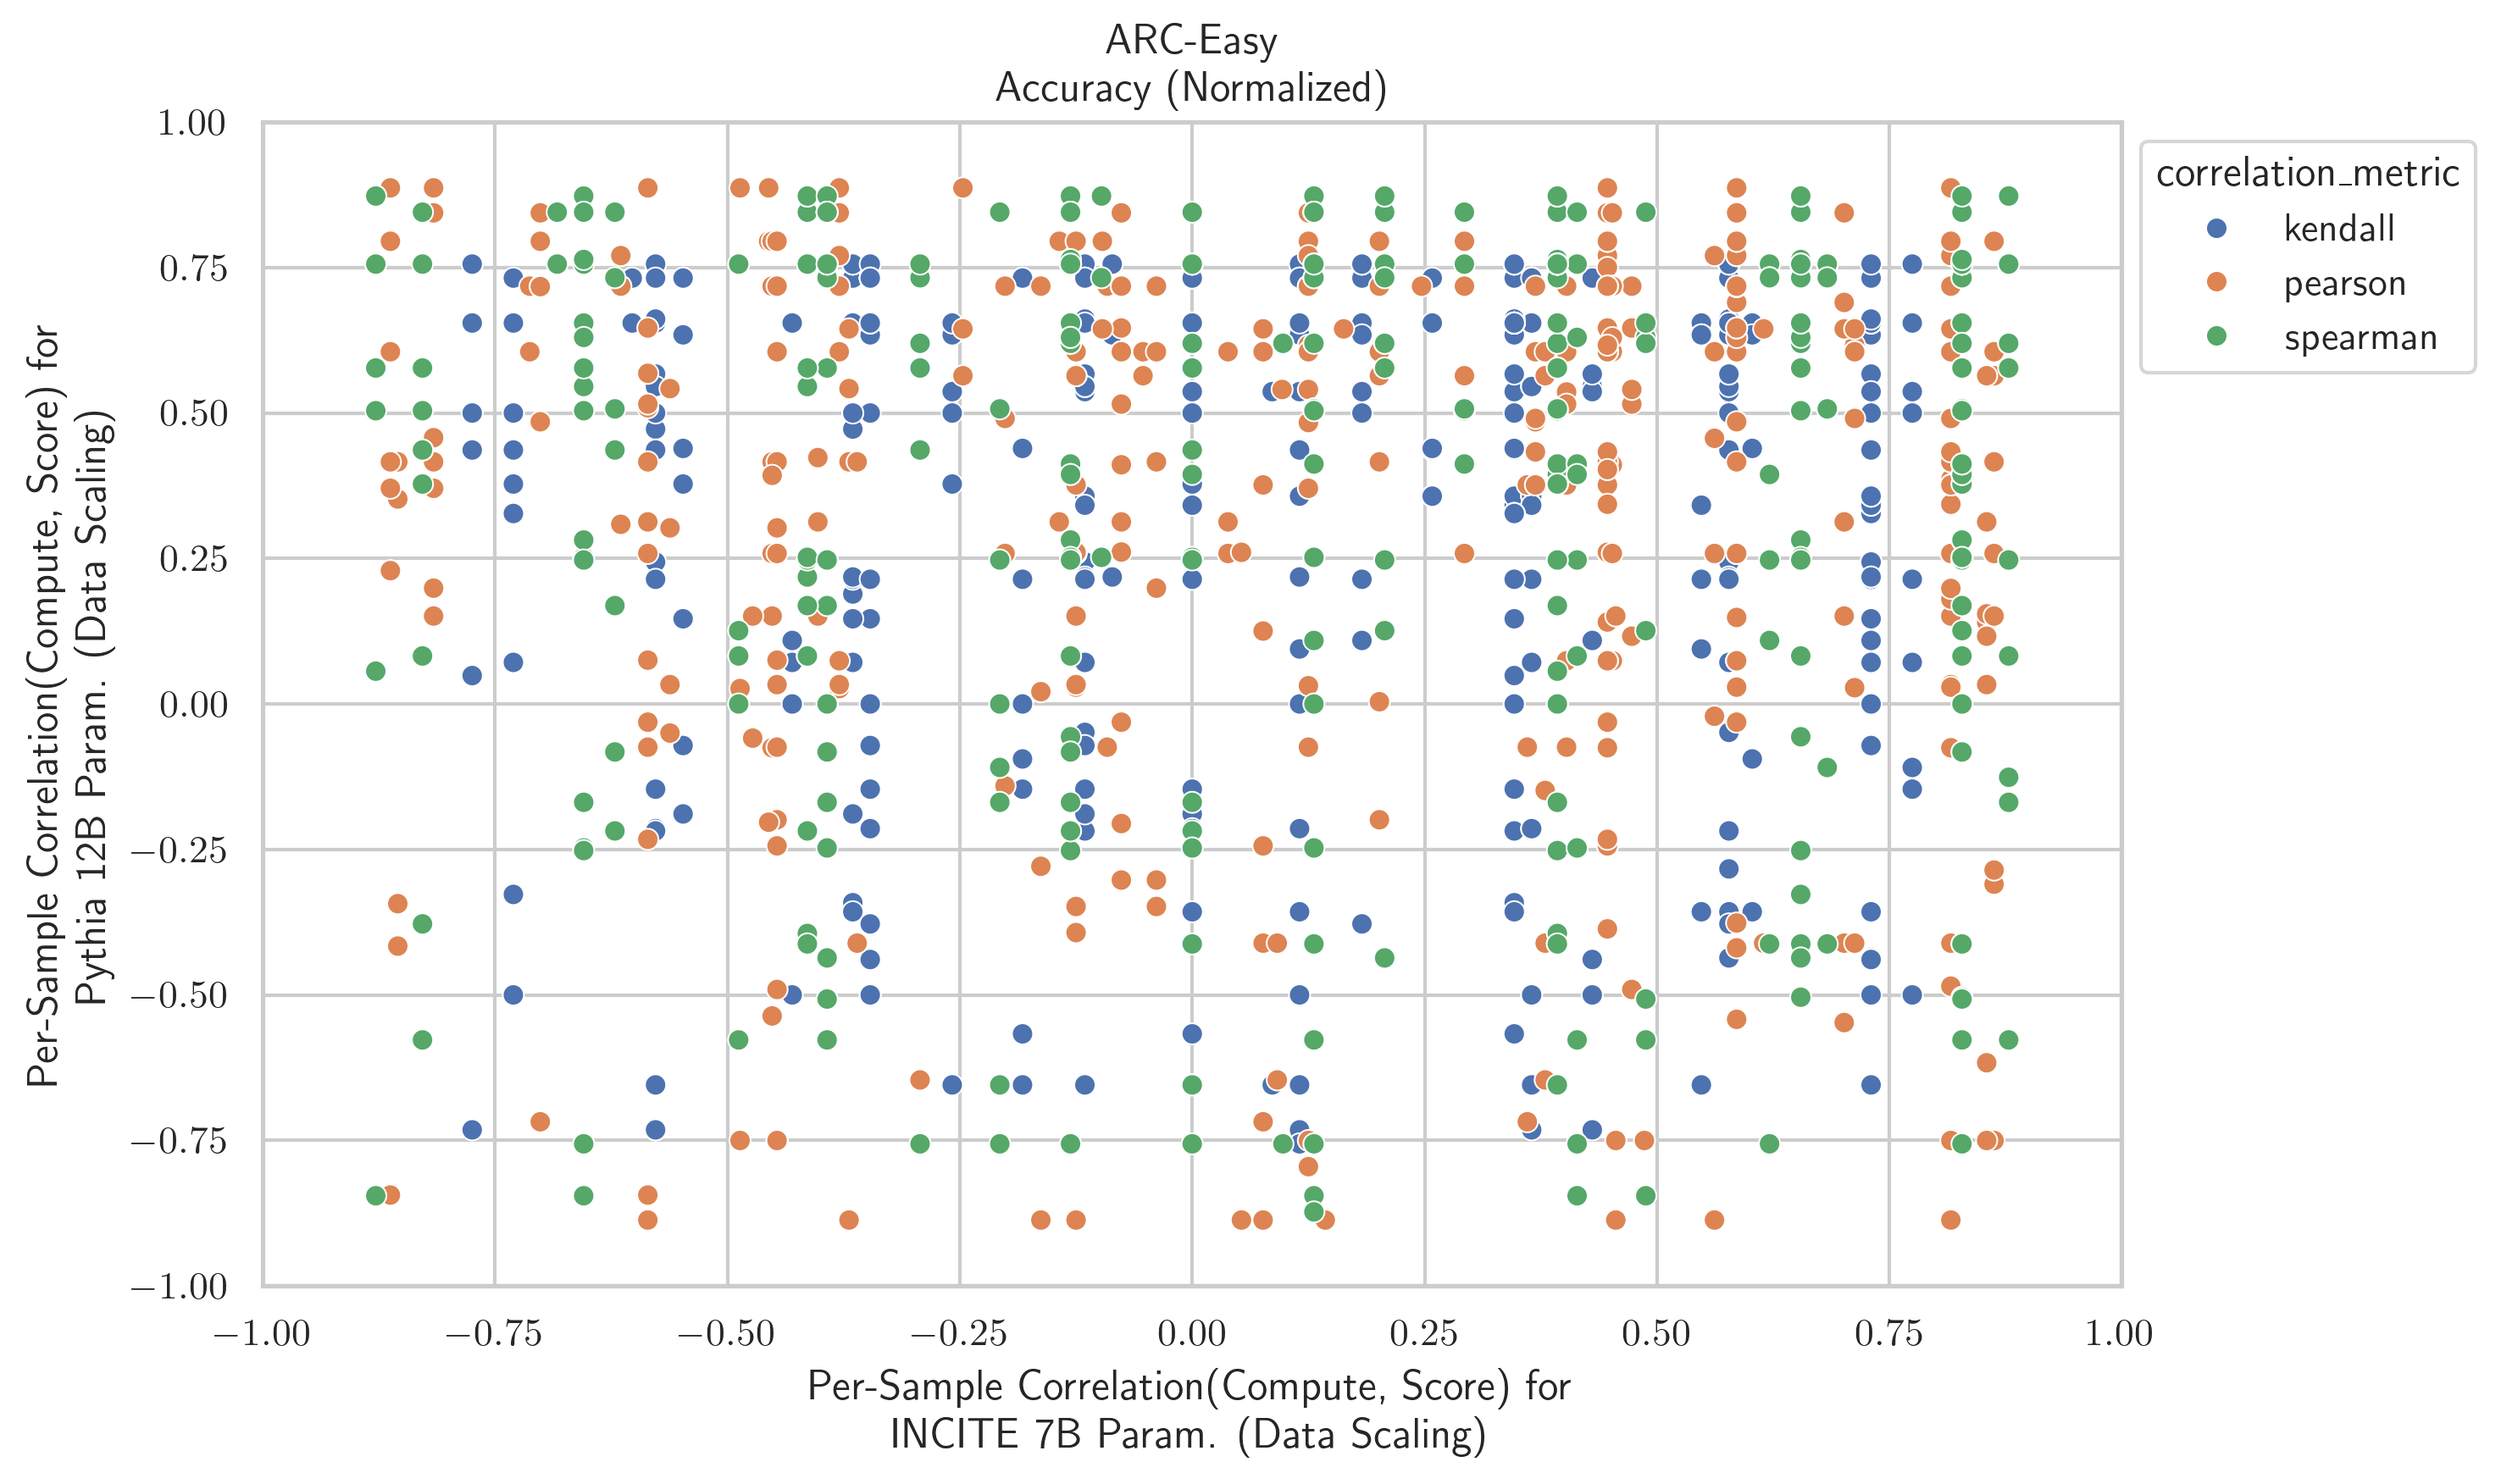 ARC-Easy
Accuracy (Normalized)
1.00
0.75
0.50
0.25
0.00
−0.25
−0.50
−0.75
−1.00
Per-Sample Correlation(Compute, Score) for
Pythia 12B Param. (Data Scaling)
−1.00 −0.75 −0.50 −0.25 0.00 0.25 0.50 0.75 1.00
Per-Sample Correlation(Compute, Score) for
INCITE 7B Param. (Data Scaling)
correlation_metric
kendall
pearson
spearman